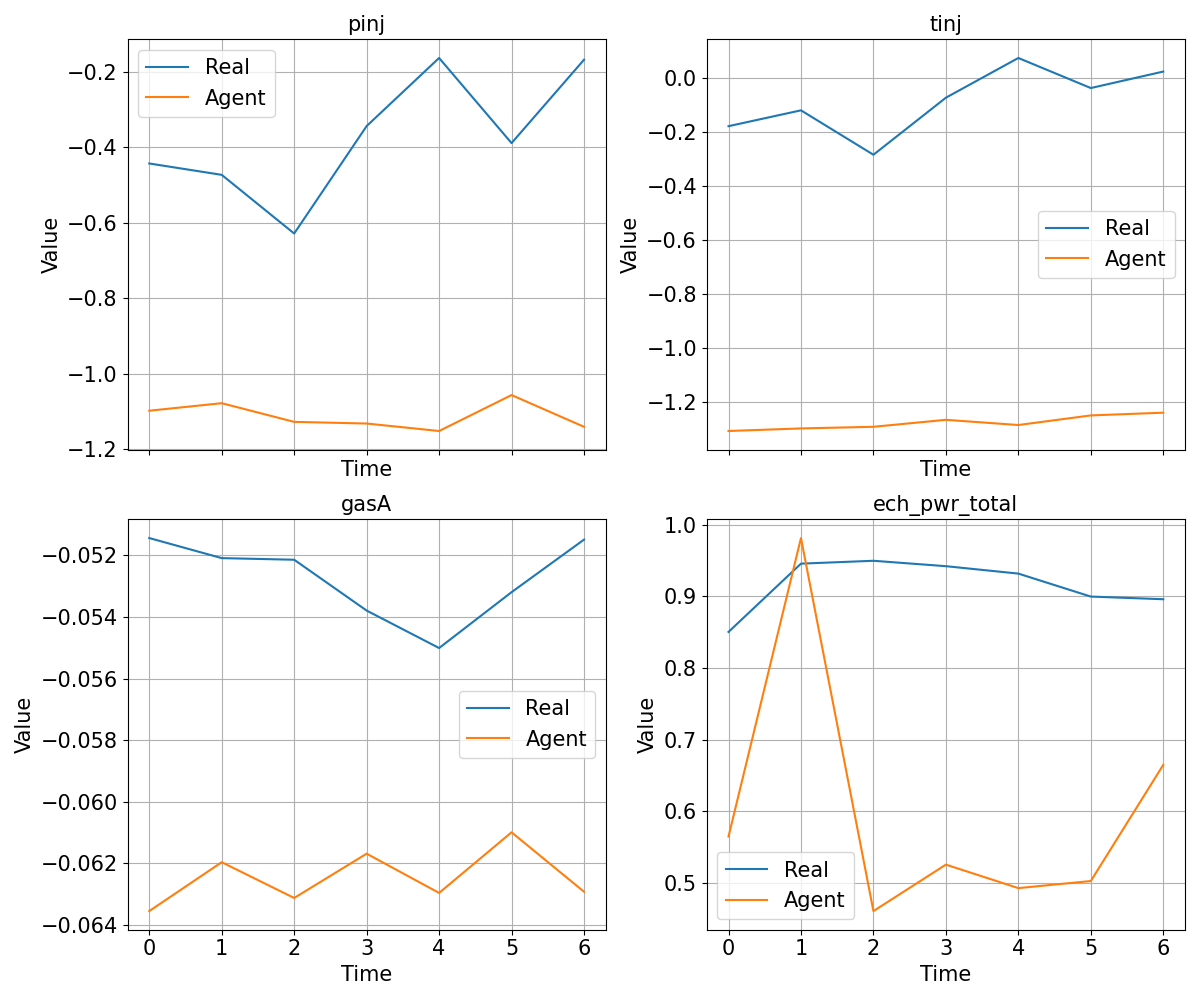 pinj
−0.2
−0.4
−0.6
−0.8
−1.0
−1.2
Value
Real
Agent
Time
tinj
0.0
−0.2
−0.4
−0.6
−0.8
−1.0
−1.2
Value
Real
Agent
Time
gasA
−0.052
−0.054
−0.056
−0.058
−0.060
−0.062
−0.064
Value
Real
Agent
0 1 2 3 4 5 6
Time
ech_pwr_total
1.0
0.9
0.8
0.7
0.6
0.5
Value
Real
Agent
0 1 2 3 4 5 6
Time